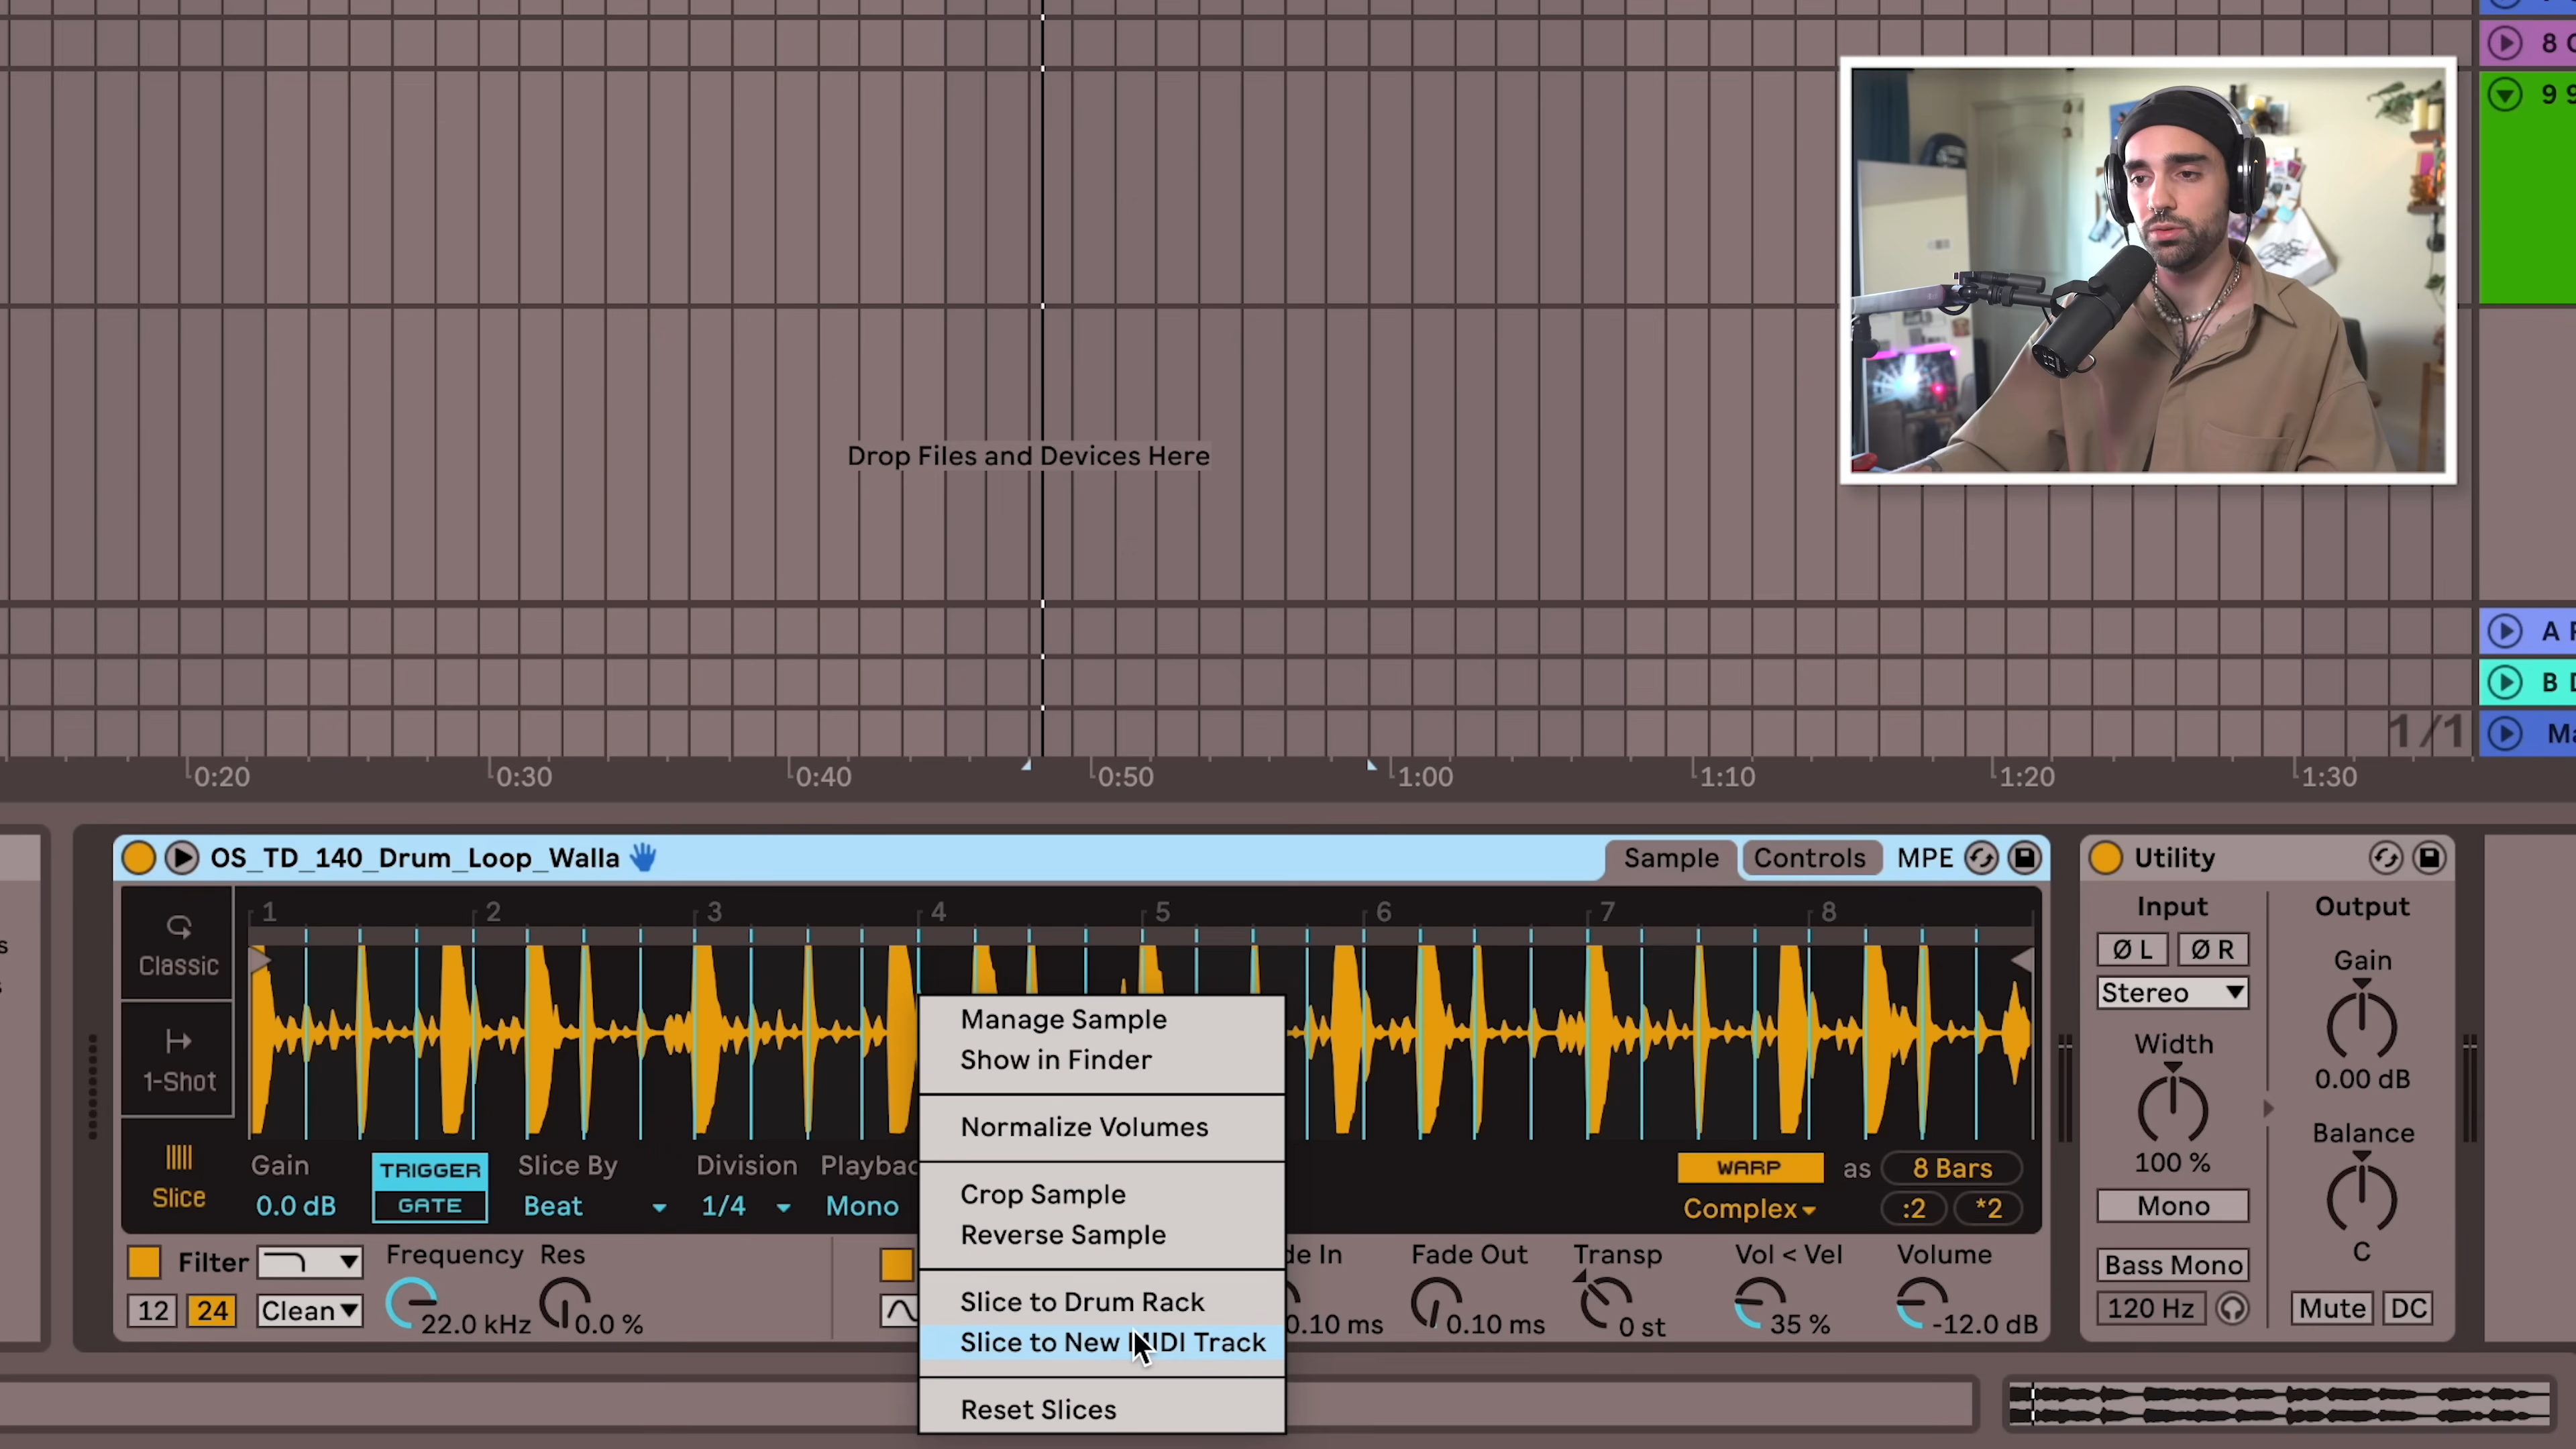 8
9 9
Drop Files and Devices Here
A
B
1/1
0:20
0:30
0:40
0:50
1:00
1:10
1:20
1:30
OS_TD_140_Drum_Loop_Walla
Sample
Controls
MPE
Utility
1
2
3
4
5
6
7
8
Classic
1-Shot
Slice
Gain
0.0 dB
TRIGGER
GATE
Slice By
Beat
Division
1/4
Mono
WARP
as
8 Bars
Complex
:2
*2
Filter
12
24
Clean
Frequency
22.0 kHz
Res
0.0 %
Manage Sample
Show in Finder
Normalize Volumes
Crop Sample
Reverse Sample
Slice to Drum Rack
Slice to New MIDI Track
Reset Slices
0.10 ms
Fade Out
0.10 ms
Transp
0 st
Vol < Vel
35 %
Volume
-12.0 dB
Input
Ø L
Ø R
Stereo
Width
100 %
Mono
Bass Mono
120 Hz
Output
Gain
0.00 dB
Balance
C
Mute
DC